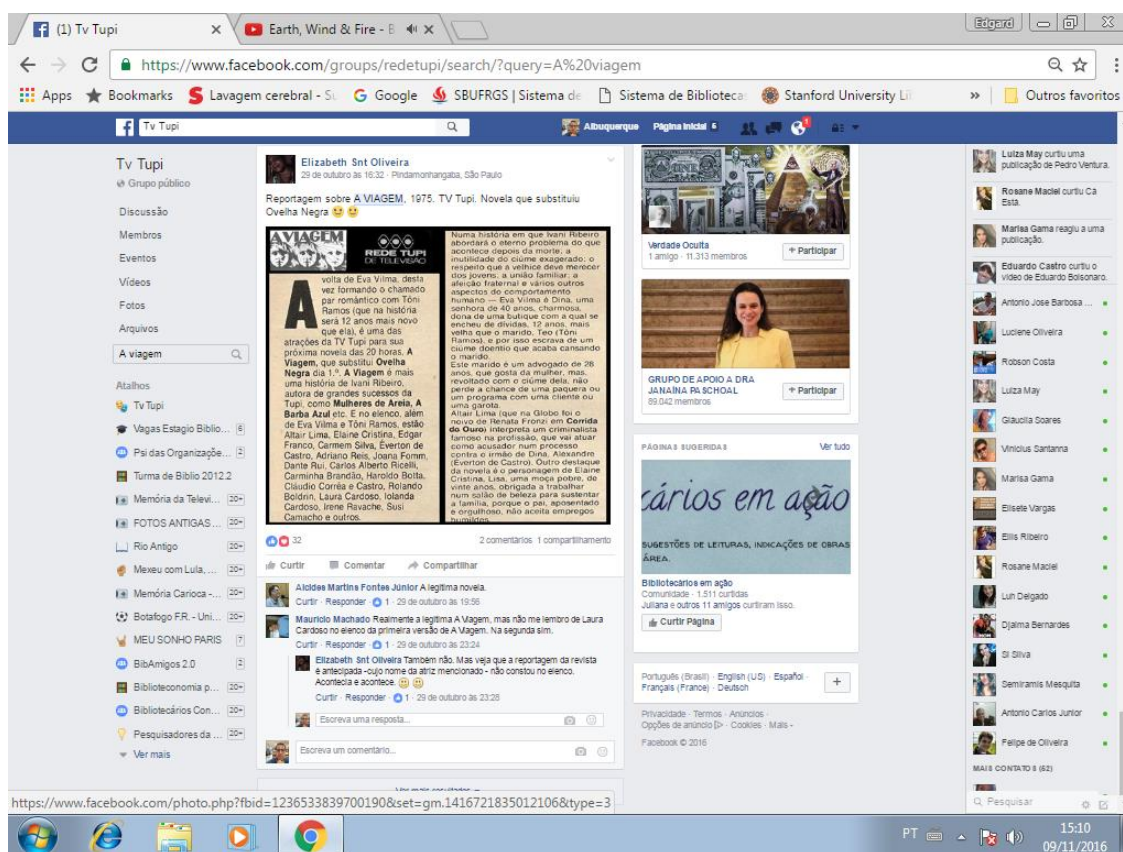 (1) Tv Tupi
Earth, Wind & Fire - B
Edgard
https://www.facebook.com/groups/redetupi/search/?query=A%20viagem
Apps
Bookmarks
Lavagem cerebral - Su
Google
SBUFRGS | Sistema de
Sistema de Biblioteca
Stanford University Li
»
Outros favoritos
Tv Tupi
Albuquerque
Página Inicial 6
1
Tv Tupi
Grupo público
Discussão
Membros
Eventos
Vídeos
Fotos
Arquivos
A viagem
Atalhos
Tv Tupi
Vagas Estagio Biblio... 6
Psi das Organizaçõe... 2
Turma de Biblio 2012.2
Memória da Televi... 20+
FOTOS ANTIGAS... 20+
Rio Antigo 20+
Mexeu com Lula, ... 20+
Memória Carioca -... 20+
Botafogo F.R. - Uni... 20+
MEU SONHO PARIS 7
BibAmigos 2.0 2
Biblioteconomia p... 20+
Bibliotecários Con... 20+
Pesquisadores da ... 20+
Ver mais
Elizabeth Snt Oliveira
29 de outubro às 16:32 · Pindamonhangaba, São Paulo
Reportagem sobre A VIAGEM, 1975. TV Tupi. Novela que substituiu
Ovelha Negra
A VIAGEM
REDE TUPI
DE TELEVISÃO
A volta de Eva Vilma, desta
vez formando o chamado
par romântico com Tôni
Ramos (que na história
será 12 anos mais novo
que ela), é uma das
atrações da TV Tupi para sua
próxima novela das 20 horas, A
Viagem, que substitui Ovelha
Negra dia 1.º. A Viagem é mais
uma história de Ivani Ribeiro,
autora de grandes sucessos da
Tupi, como Mulheres de Areia, A
Barba Azul etc. E no elenco, além
de Eva Vilma e Tôni Ramos, estão
Altair Lima, Elaine Cristina, Edgar
Franco, Carmem Silva, Éverton de
Castro, Adriano Reis, Joana Fomm,
Dante Rui, Carlos Alberto Ricelli,
Carminha Brandão, Haroldo Botta,
Cláudio Corrêa e Castro, Rolando
Boldrin, Laura Cardoso, Iolanda
Cardoso, Irene Ravache, Susi
Camacho e outros.
Numa história em que Ivani Ribeiro
abordará o eterno problema do que
acontece depois da morte, a
inutilidade do ciúme exagerado; o
respeito que a velhice deve merecer
dos jovens; a união familiar; a
afeição fraternal e vários outros
aspectos do comportamento
humano — Eva Vilma é Dina, uma
senhora de 40 anos, charmosa,
dona de uma butique com a qual se
encheu de dívidas, 12 anos, mais
velha que o marido, Teo (Tôni
Ramos), e por isso escrava de um
ciúme doentio que acaba cansando
o marido.
Este marido é um advogado de 28
anos, que gosta da mulher, mas,
revoltado com o ciúme dela, não
perde a chance de uma paquera ou
um programa com uma cliente ou
uma garota.
Altair Lima (que na Globo foi o
noivo de Renata Fronzi em Corrida
do Ouro) interpreta um criminalista
famoso na profissão, que vai atuar
como acusador num processo
contra o irmão de Dina, Alexandre
(Éverton de Castro). Outro destaque
da novela é o personagem de Elaine
Cristina, Lisa, uma moça pobre, de
vinte anos, obrigada a trabalhar
num salão de beleza para sustentar
a família, porque o pai, aposentado
e orgulhoso, não aceita empregos
humildes.
32
2 comentários 1 compartilhamento
Curtir
Comentar
Compartilhar
Alcides Martins Fontes Júnior A legítima novela.
Curtir · Responder · 1 · 29 de outubro às 19:56
Mauricio Machado Realmente a legítima A Viagem, mas não me lembro de Laura
Cardoso no elenco da primeira versão de A Viagem. Na segunda sim.
Curtir · Responder · 1 · 29 de outubro às 23:24
Elizabeth Snt Oliveira Também não. Mas veja que a reportagem da revista
é antecipada -cujo nome da atriz mencionado - não constou no elenco.
Acontecia e acontece.
Curtir · Responder · 1 · 29 de outubro às 23:28
Escreva uma resposta...
Escreva um comentário...
Ver mais resultados
Verdade Oculta
1 amigo · 11.313 membros
+ Participar
GRUPO DE APOIO A DRA
JANAÍNA PASCHOAL
89.042 membros
+ Participar
PÁGINAS SUGERIDAS
Ver tudo
cários em ação
SUGESTÕES DE LEITURAS, INDICAÇÕES DE OBRAS
ÁREA.
Bibliotecários em ação
Comunidade · 1.511 curtidas
Juliana e outros 11 amigos curtiram isso.
Curtir Página
Português (Brasil) · English (US) · Español ·
Français (France) · Deutsch
+
Privacidade · Termos · Anúncios ·
Opções de anúncio · Cookies · Mais
Facebook © 2016
Luiza May curtiu uma
publicação de Pedro Ventura.
Rosane Maciel curtiu Cá
Está.
Marisa Gama reagiu a uma
publicação.
Eduardo Castro curtiu o
vídeo de Eduardo Bolsonaro.
Antonio Jose Barbosa ...
Luciene Oliveira
Robson Costa
Luiza May
Glaucila Soares
Vinicius Santanna
Marisa Gama
Elisete Vargas
Ellis Ribeiro
Rosane Maciel
Luh Delgado
Djalma Bernardes
Si Silva
Semiramis Mesquita
Antonio Carlos Junior
Felipe de Oliveira
MAIS CONTATOS (62)
Pesquisar
https://www.facebook.com/photo.php?fbid=1236533839700190&set=gm.1416721835012106&type=3
PT
15:10
09/11/2016